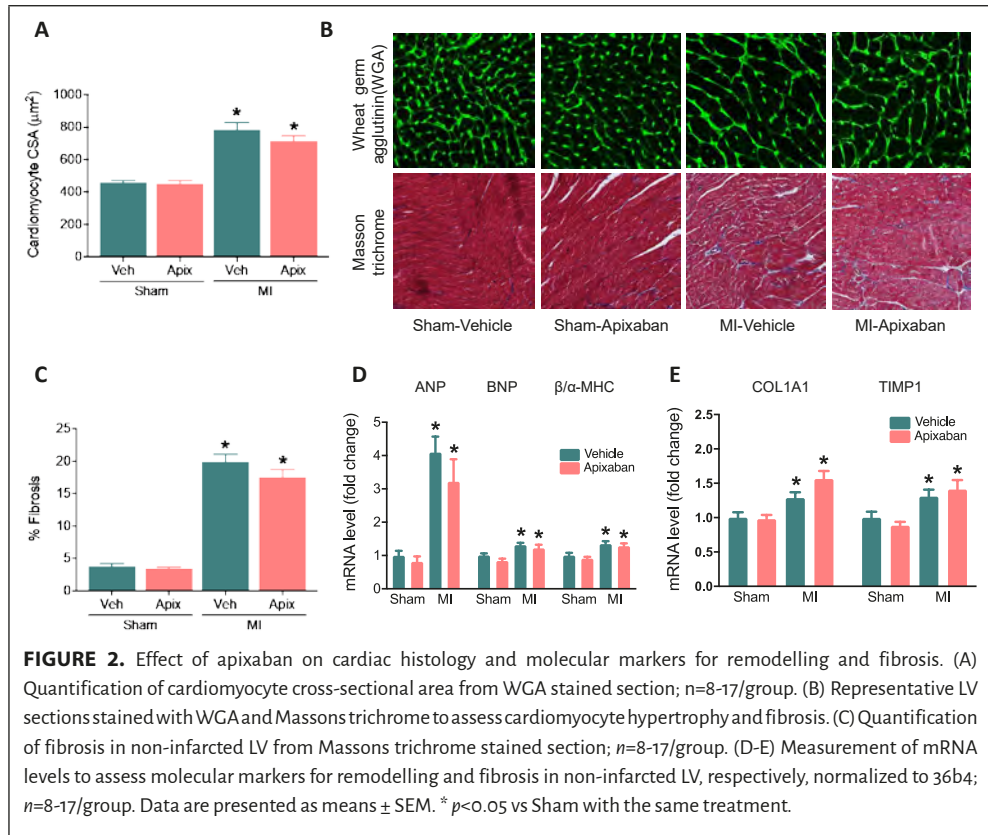 A
Cardiomyocyte CSA (µm²)
1000
800
600
400
200
0
*
*
Veh Apix Veh Apix
Sham MI
B
Wheat germ
agglutinin(WGA)
Masson
trichrome
Sham-Vehicle Sham-Apixaban MI-Vehicle MI-Apixaban
C
% Fibrosis
25
20
15
10
5
0
*
*
Veh Apix Veh Apix
Sham MI
D
ANP BNP β/α-MHC
mRNA level (fold change)
5
4
3
2
1
0
* * * * * *
Vehicle
Apixaban
Sham MI Sham MI Sham MI
E
COL1A1 TIMP1
mRNA level (fold change)
2.5
2.0
1.5
1.0
0.5
0.0
* * * *
Vehicle
Apixaban
Sham MI Sham MI
FIGURE 2. Effect of apixaban on cardiac histology and molecular markers for remodelling and fibrosis. (A)
Quantification of cardiomyocyte cross-sectional area from WGA stained section; n=8-17/group. (B) Representative LV
sections stained with WGA and Massons trichrome to assess cardiomyocyte hypertrophy and fibrosis. (C) Quantification
of fibrosis in non-infarcted LV from Massons trichrome stained section; n=8-17/group. (D-E) Measurement of mRNA
levels to assess molecular markers for remodelling and fibrosis in non-infarcted LV, respectively, normalized to 36b4;
n=8-17/group. Data are presented as means ± SEM. * p<0.05 vs Sham with the same treatment.